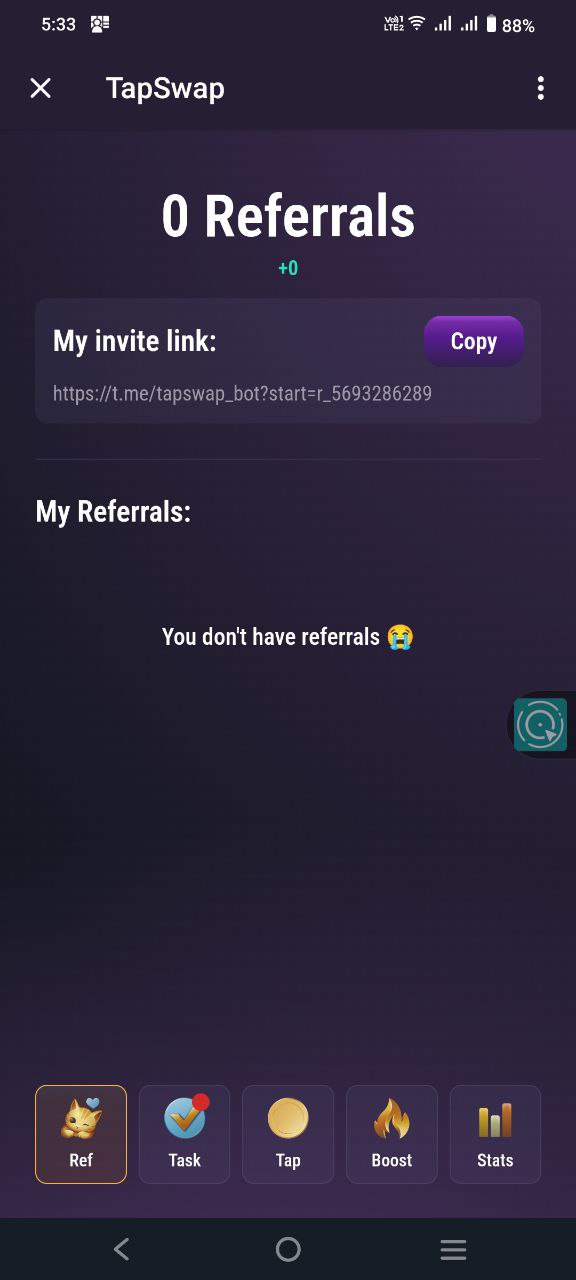 5:33
Vo) 1
LTE2
88%
TapSwap
0 Referrals
+0
My invite link:
Copy
https://t.me/tapswap_bot?start=r_5693286289
My Referrals:
You don't have referrals 😭
Ref
Task
Tap
Boost
Stats